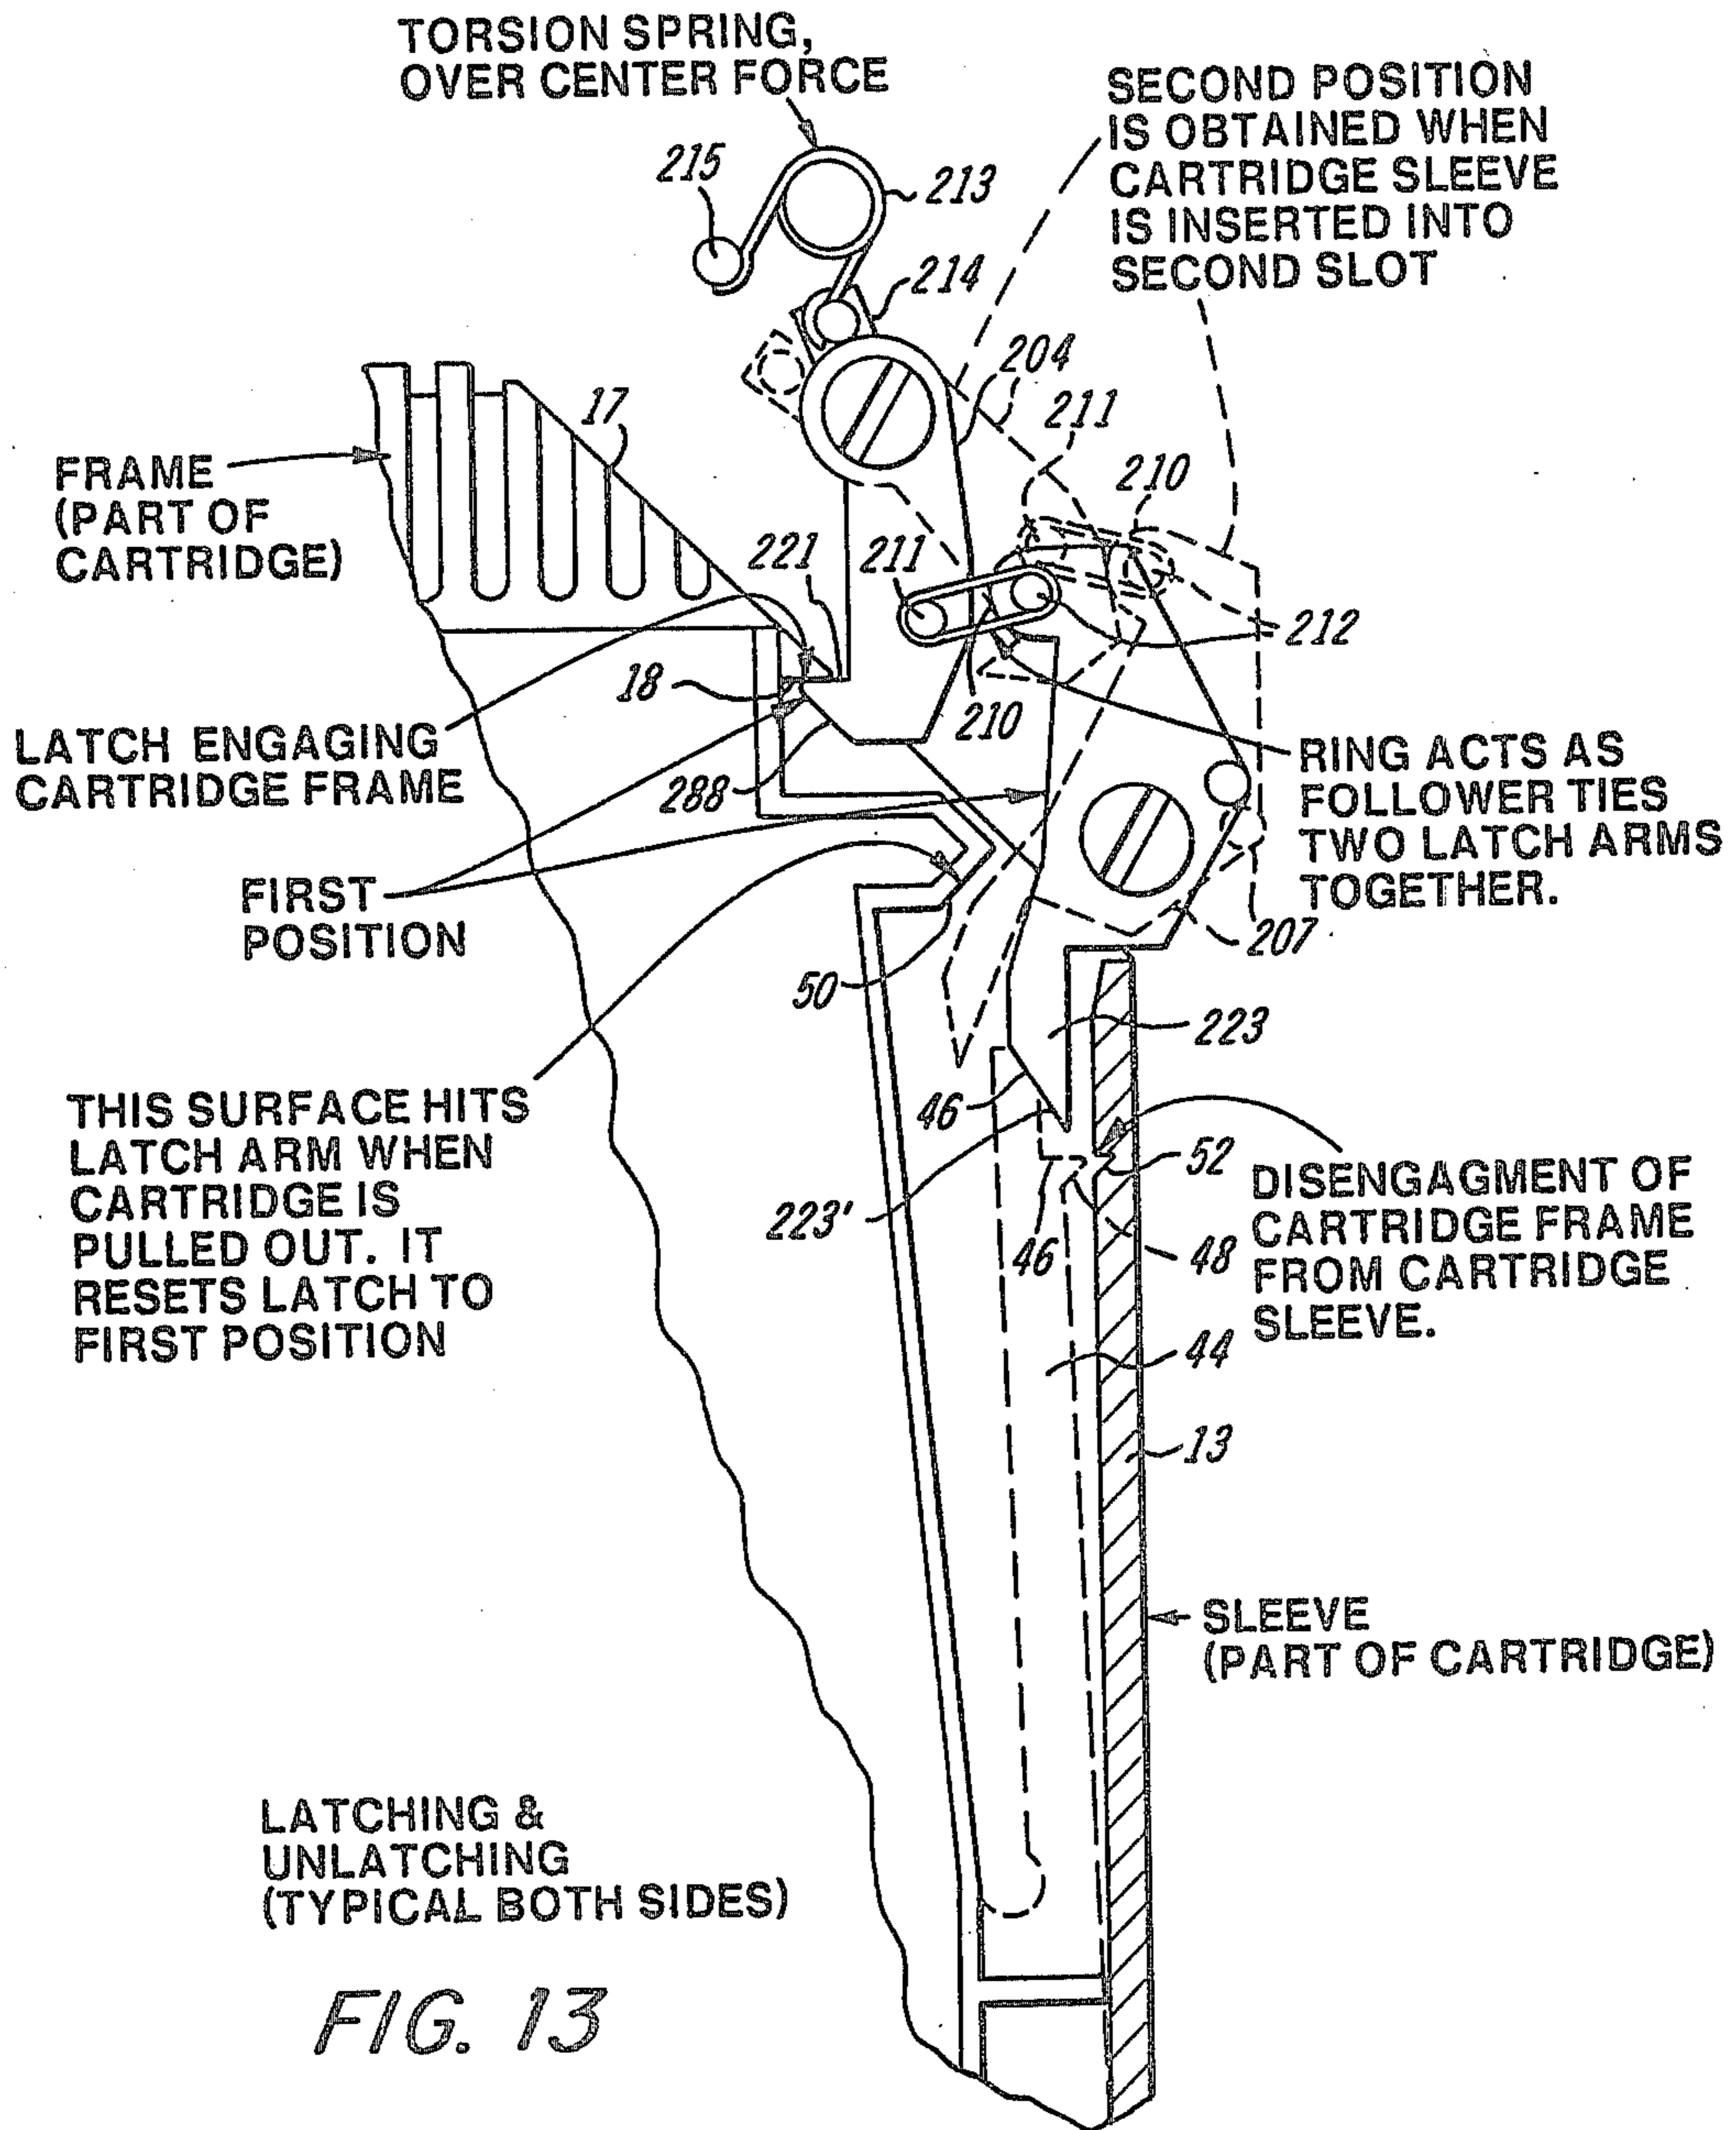 TORSION SPRING,
OVER CENTER FORCE
SECOND POSITION
IS OBTAINED WHEN
CARTRIDGE SLEEVE
IS INSERTED INTO
SECOND SLOT
215
213
214
204
211
210
17
FRAME
(PART OF
CARTRIDGE)
221
211
212
18
210
LATCH ENGAGING
CARTRIDGE FRAME
288
RING ACTS AS
FOLLOWER TIES
TWO LATCH ARMS
TOGETHER.
FIRST
POSITION
207
50
223
THIS SURFACE HITS
LATCH ARM WHEN
CARTRIDGE IS
PULLED OUT. IT
RESETS LATCH TO
FIRST POSITION
46
52
223'
46
48
DISENGAGMENT OF
CARTRIDGE FRAME
FROM CARTRIDGE
SLEEVE.
44
13
SLEEVE
(PART OF CARTRIDGE)
LATCHING &
UNLATCHING
(TYPICAL BOTH SIDES)
FIG. 13